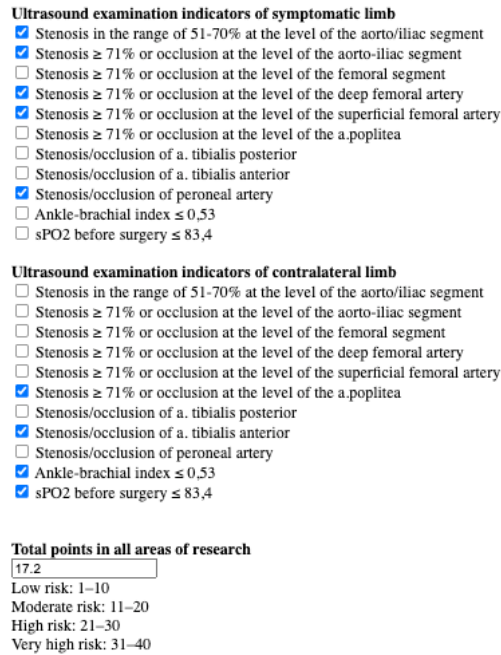 Ultrasound examination indicators of symptomatic limb
Stenosis in the range of 51-70% at the level of the aorto/iliac segment
Stenosis ≥ 71% or occlusion at the level of the aorto-iliac segment
Stenosis ≥ 71% or occlusion at the level of the femoral segment
Stenosis ≥ 71% or occlusion at the level of the deep femoral artery
Stenosis ≥ 71% or occlusion at the level of the superficial femoral artery
Stenosis ≥ 71% or occlusion at the level of the a.poplitea
Stenosis/occlusion of a. tibialis posterior
Stenosis/occlusion of a. tibialis anterior
Stenosis/occlusion of peroneal artery
Ankle-brachial index ≤ 0,53
sPO2 before surgery ≤ 83,4
Ultrasound examination indicators of contralateral limb
Stenosis in the range of 51-70% at the level of the aorto/iliac segment
Stenosis ≥ 71% or occlusion at the level of the aorto-iliac segment
Stenosis ≥ 71% or occlusion at the level of the femoral segment
Stenosis ≥ 71% or occlusion at the level of the deep femoral artery
Stenosis ≥ 71% or occlusion at the level of the superficial femoral artery
Stenosis ≥ 71% or occlusion at the level of the a.poplitea
Stenosis/occlusion of a. tibialis posterior
Stenosis/occlusion of a. tibialis anterior
Stenosis/occlusion of peroneal artery
Ankle-brachial index ≤ 0,53
sPO2 before surgery ≤ 83,4
Total points in all areas of research
17.2
Low risk: 1–10
Moderate risk: 11–20
High risk: 21–30
Very high risk: 31–40